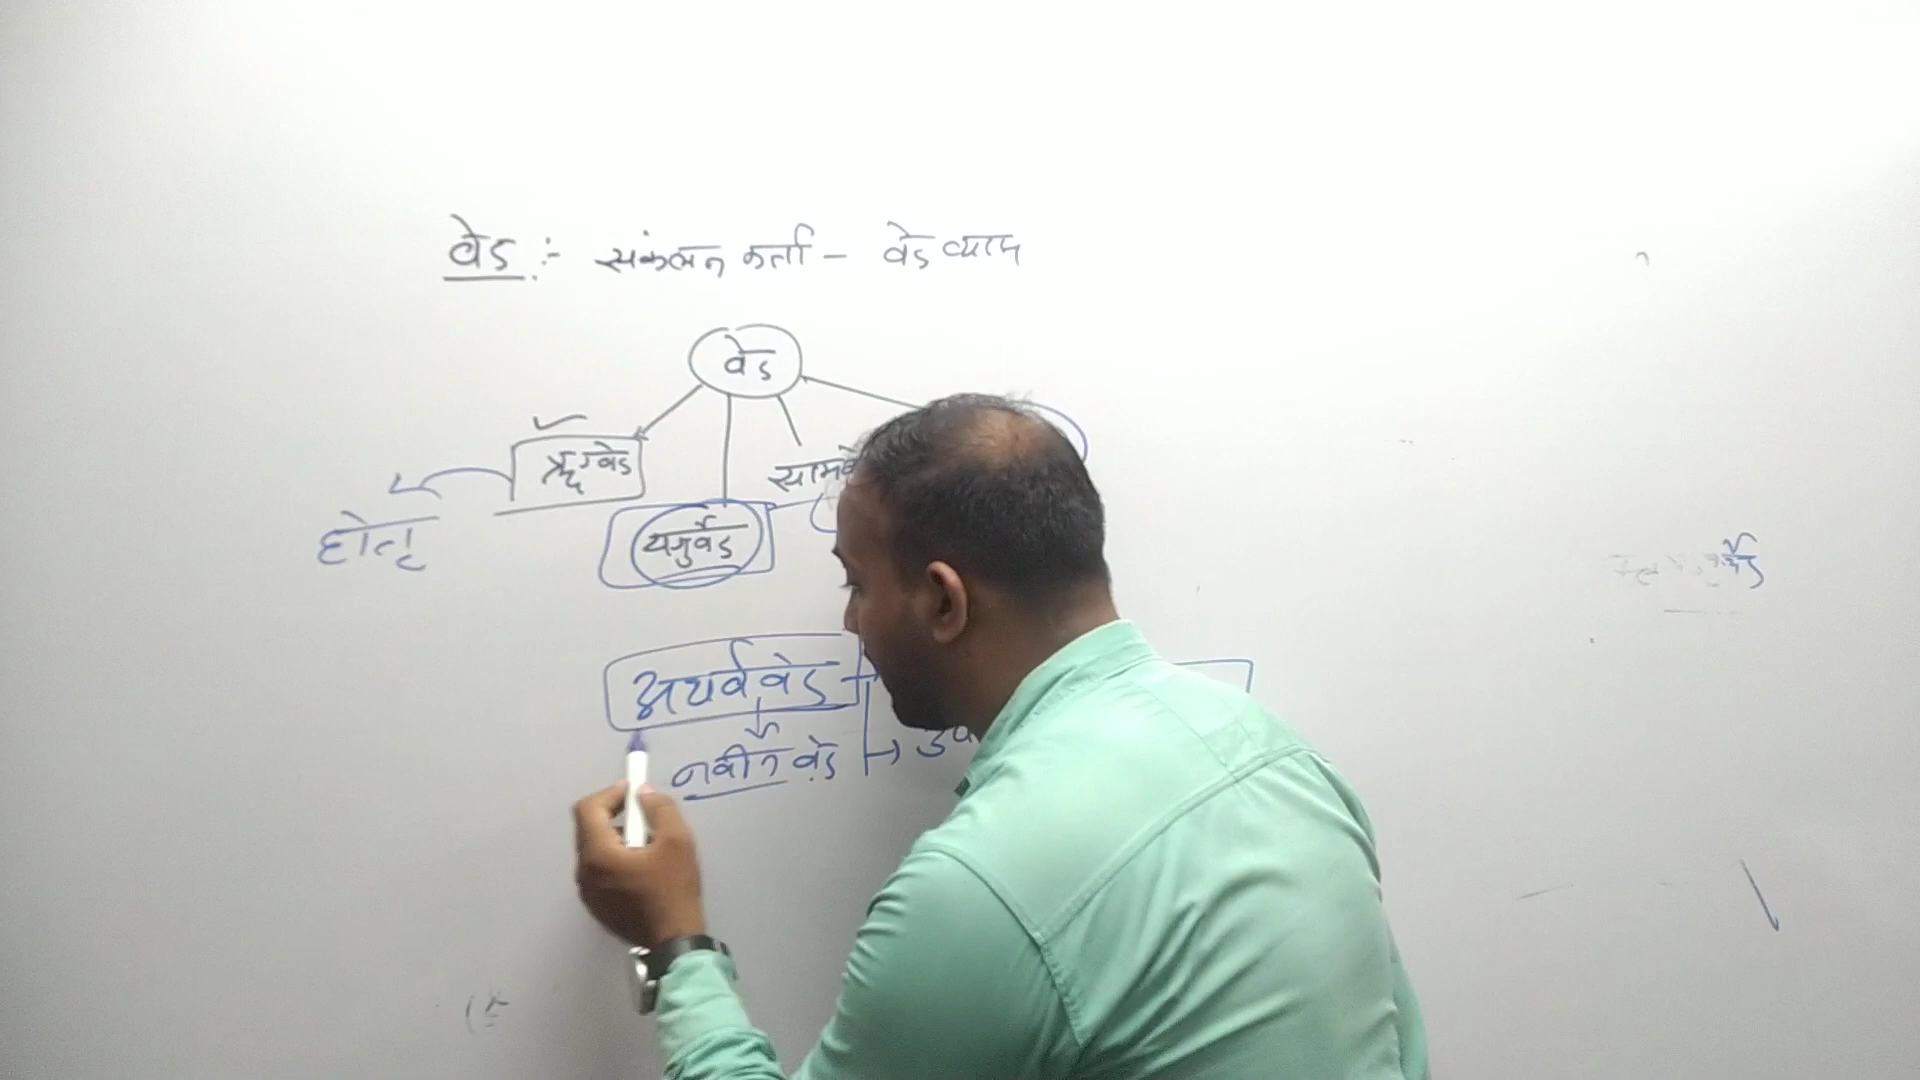 वेद :- संकलन कर्ता - वेद व्यास
वेद
ऋग्वेद
सामवे
होतृ
यजुर्वेद
अथर्ववेद
नवीन वेद